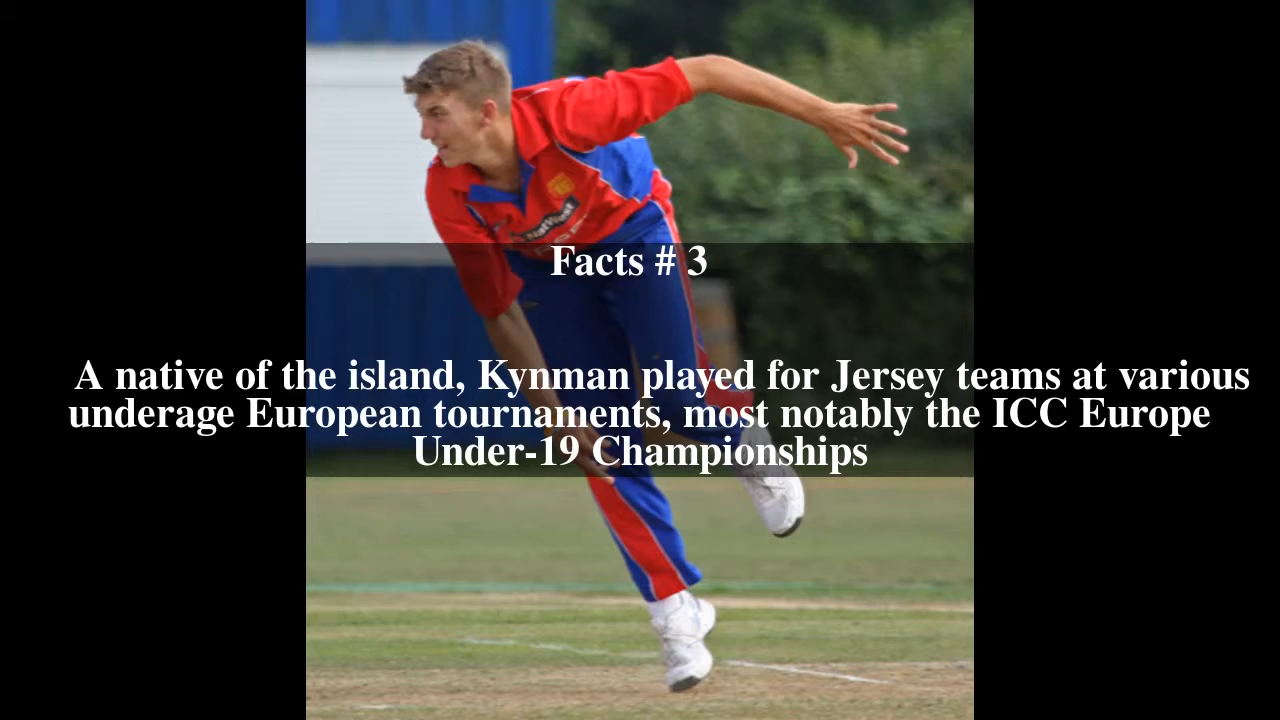 NatWest
Facts # 3
A native of the island, Kynman played for Jersey teams at various
underage European tournaments, most notably the ICC Europe
Under-19 Championships